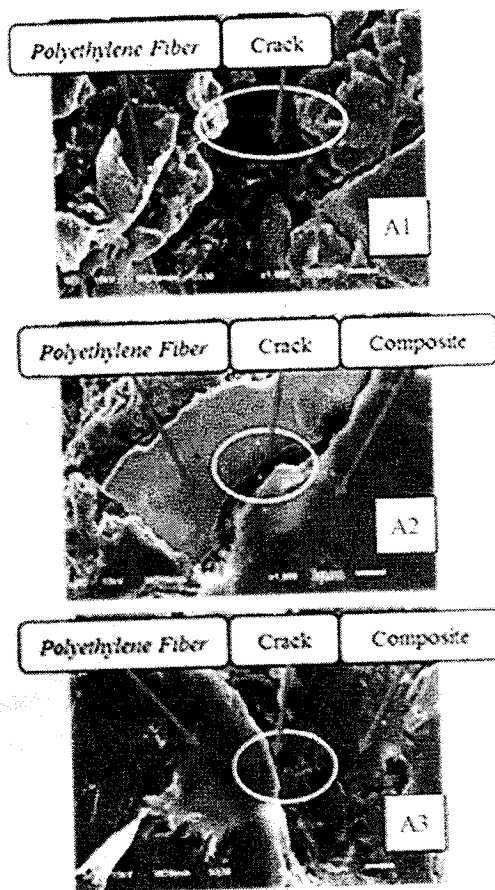 Polyethylene Fiber Crack
A1
Polyethylene Fiber Crack Composite
A2
Polyethylene Fiber Crack Composite
A3